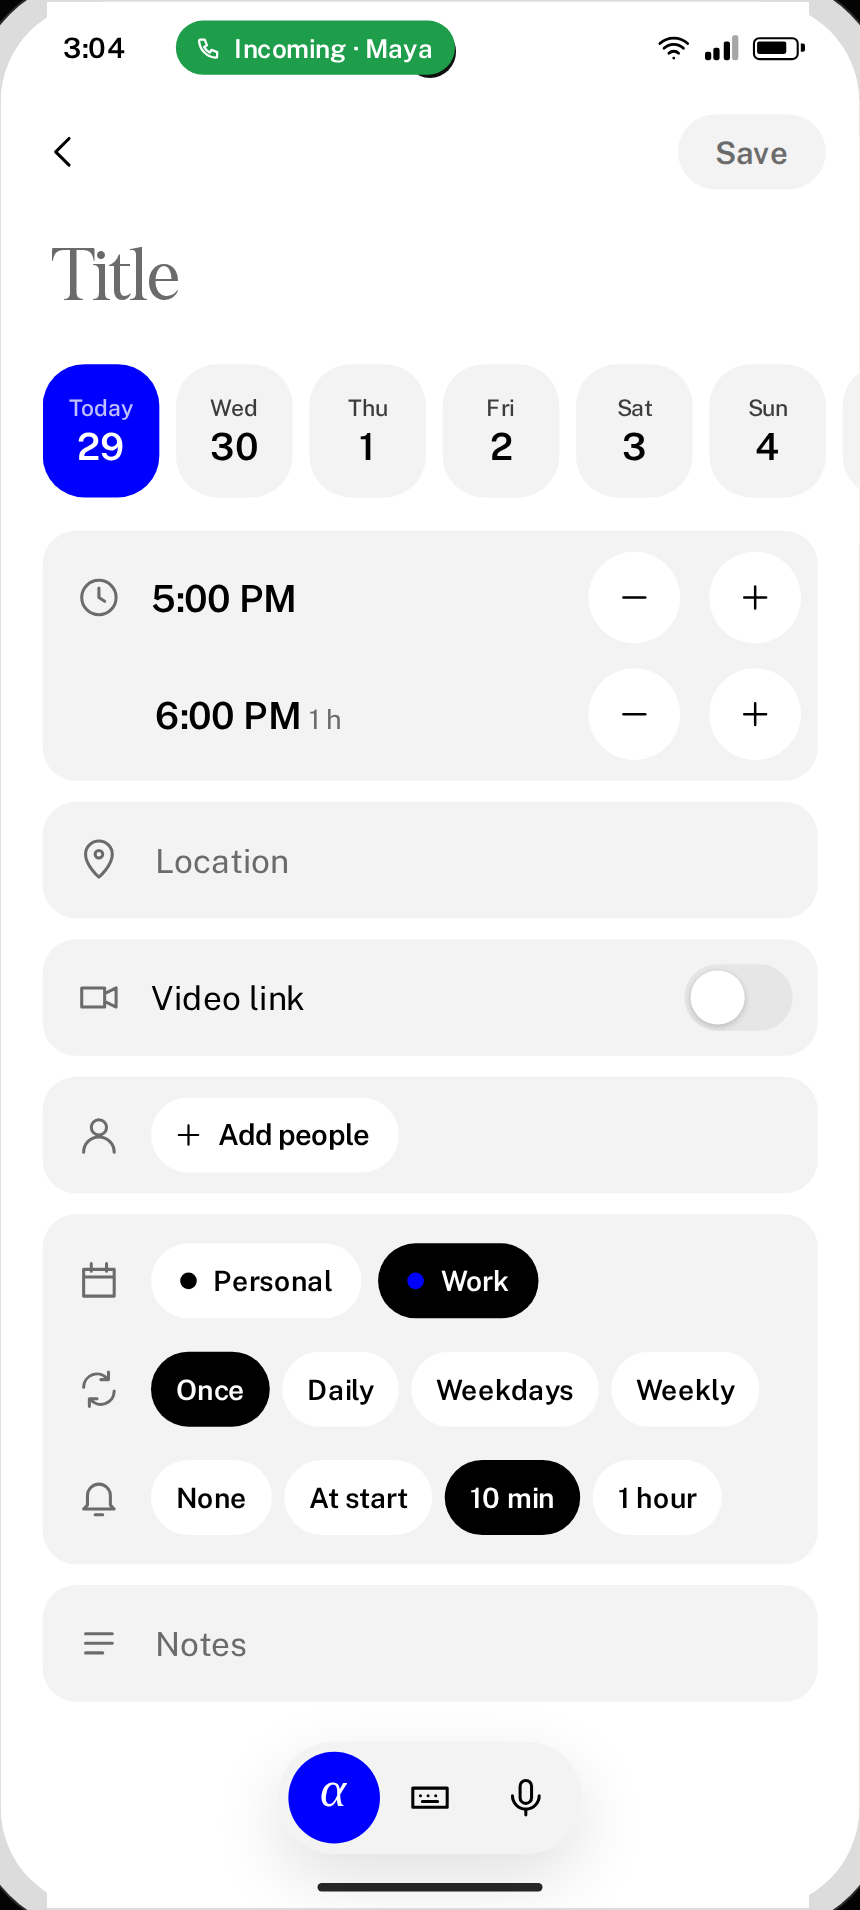 3:04
Incoming · Maya
Save
Title
Today Wed Thu Fri Sat Sun
29 30 1 2 3 4
5:00 PM
6:00 PM 1 h
Location
Video link
Add people
Personal Work
Once Daily Weekdays Weekly
None At start 10 min 1 hour
Notes
α